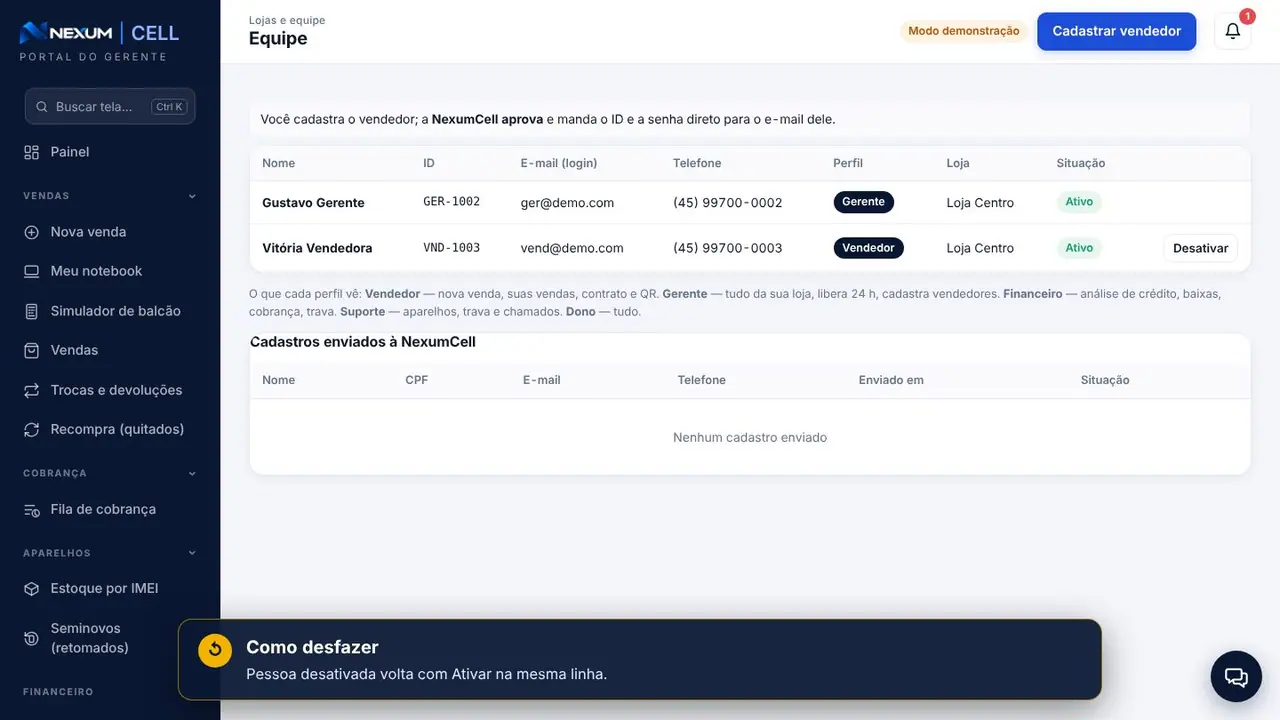 NEXUM | CELL
PORTAL DO GERENTE
Buscar tela... Ctrl K
Painel
VENDAS
Nova venda
Meu notebook
Simulador de balcão
Vendas
Trocas e devoluções
Recompra (quitados)
COBRANÇA
Fila de cobrança
APARELHOS
Estoque por IMEI
Seminovos
(retomados)
FINANCEIRO
Lojas e equipe
Equipe
Modo demonstração
Cadastrar vendedor
1
Você cadastra o vendedor; a NexumCell aprova e manda o ID e a senha direto para o e-mail dele.
Nome ID E-mail (login) Telefone Perfil Loja Situação
Gustavo Gerente GER-1002 ger@demo.com (45) 99700-0002 Gerente Loja Centro Ativo
Vitória Vendedora VND-1003 vend@demo.com (45) 99700-0003 Vendedor Loja Centro Ativo Desativar
O que cada perfil vê: Vendedor — nova venda, suas vendas, contrato e QR. Gerente — tudo da sua loja, libera 24 h, cadastra vendedores. Financeiro — análise de crédito, baixas,
cobrança, trava. Suporte — aparelhos, trava e chamados. Dono — tudo.
Cadastros enviados à NexumCell
Nome CPF E-mail Telefone Enviado em Situação
Nenhum cadastro enviado
Como desfazer
Pessoa desativada volta com Ativar na mesma linha.